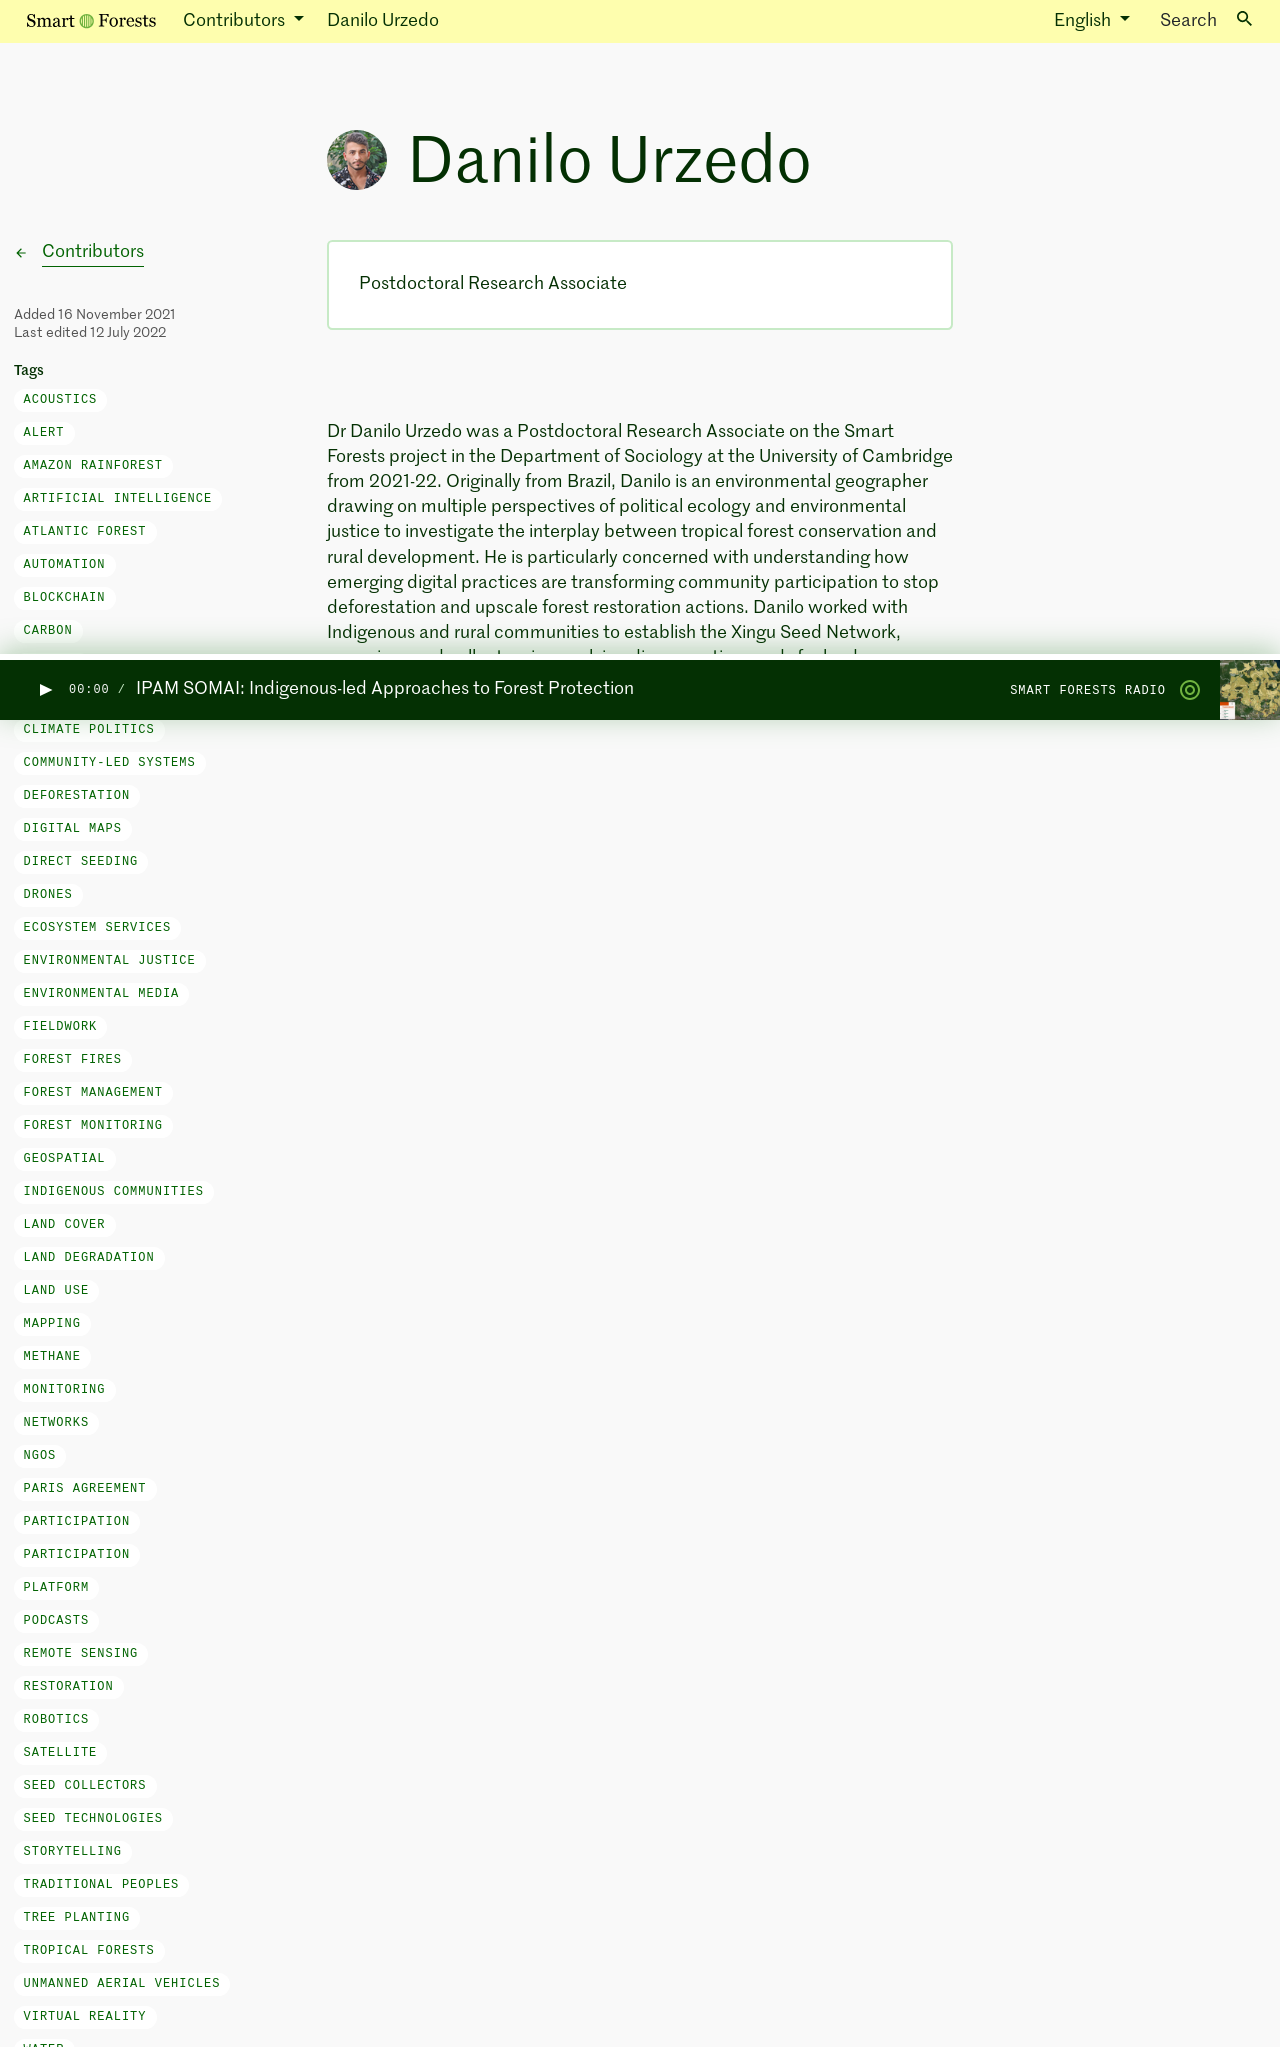 Smart Forests Contributors Danilo Urzedo English Search
Danilo Urzedo
← Contributors
Added 16 November 2021
Last edited 12 July 2022
Tags
ACOUSTICS
ALERT
AMAZON RAINFOREST
ARTIFICIAL INTELLIGENCE
ATLANTIC FOREST
AUTOMATION
BLOCKCHAIN
CARBON
Postdoctoral Research Associate
Dr Danilo Urzedo was a Postdoctoral Research Associate on the Smart
Forests project in the Department of Sociology at the University of Cambridge
from 2021-22. Originally from Brazil, Danilo is an environmental geographer
drawing on multiple perspectives of political ecology and environmental
justice to investigate the interplay between tropical forest conservation and
rural development. He is particularly concerned with understanding how
emerging digital practices are transforming community participation to stop
deforestation and upscale forest restoration actions. Danilo worked with
Indigenous and rural communities to establish the Xingu Seed Network,
00:00 / IPAM SOMAI: Indigenous-led Approaches to Forest Protection SMART FORESTS RADIO
CLIMATE POLITICS
COMMUNITY-LED SYSTEMS
DEFORESTATION
DIGITAL MAPS
DIRECT SEEDING
DRONES
ECOSYSTEM SERVICES
ENVIRONMENTAL JUSTICE
ENVIRONMENTAL MEDIA
FIELDWORK
FOREST FIRES
FOREST MANAGEMENT
FOREST MONITORING
GEOSPATIAL
INDIGENOUS COMMUNITIES
LAND COVER
LAND DEGRADATION
LAND USE
MAPPING
METHANE
MONITORING
NETWORKS
NGOS
PARIS AGREEMENT
PARTICIPATION
PARTICIPATION
PLATFORM
PODCASTS
REMOTE SENSING
RESTORATION
ROBOTICS
SATELLITE
SEED COLLECTORS
SEED TECHNOLOGIES
STORYTELLING
TRADITIONAL PEOPLES
TREE PLANTING
TROPICAL FORESTS
UNMANNED AERIAL VEHICLES
VIRTUAL REALITY